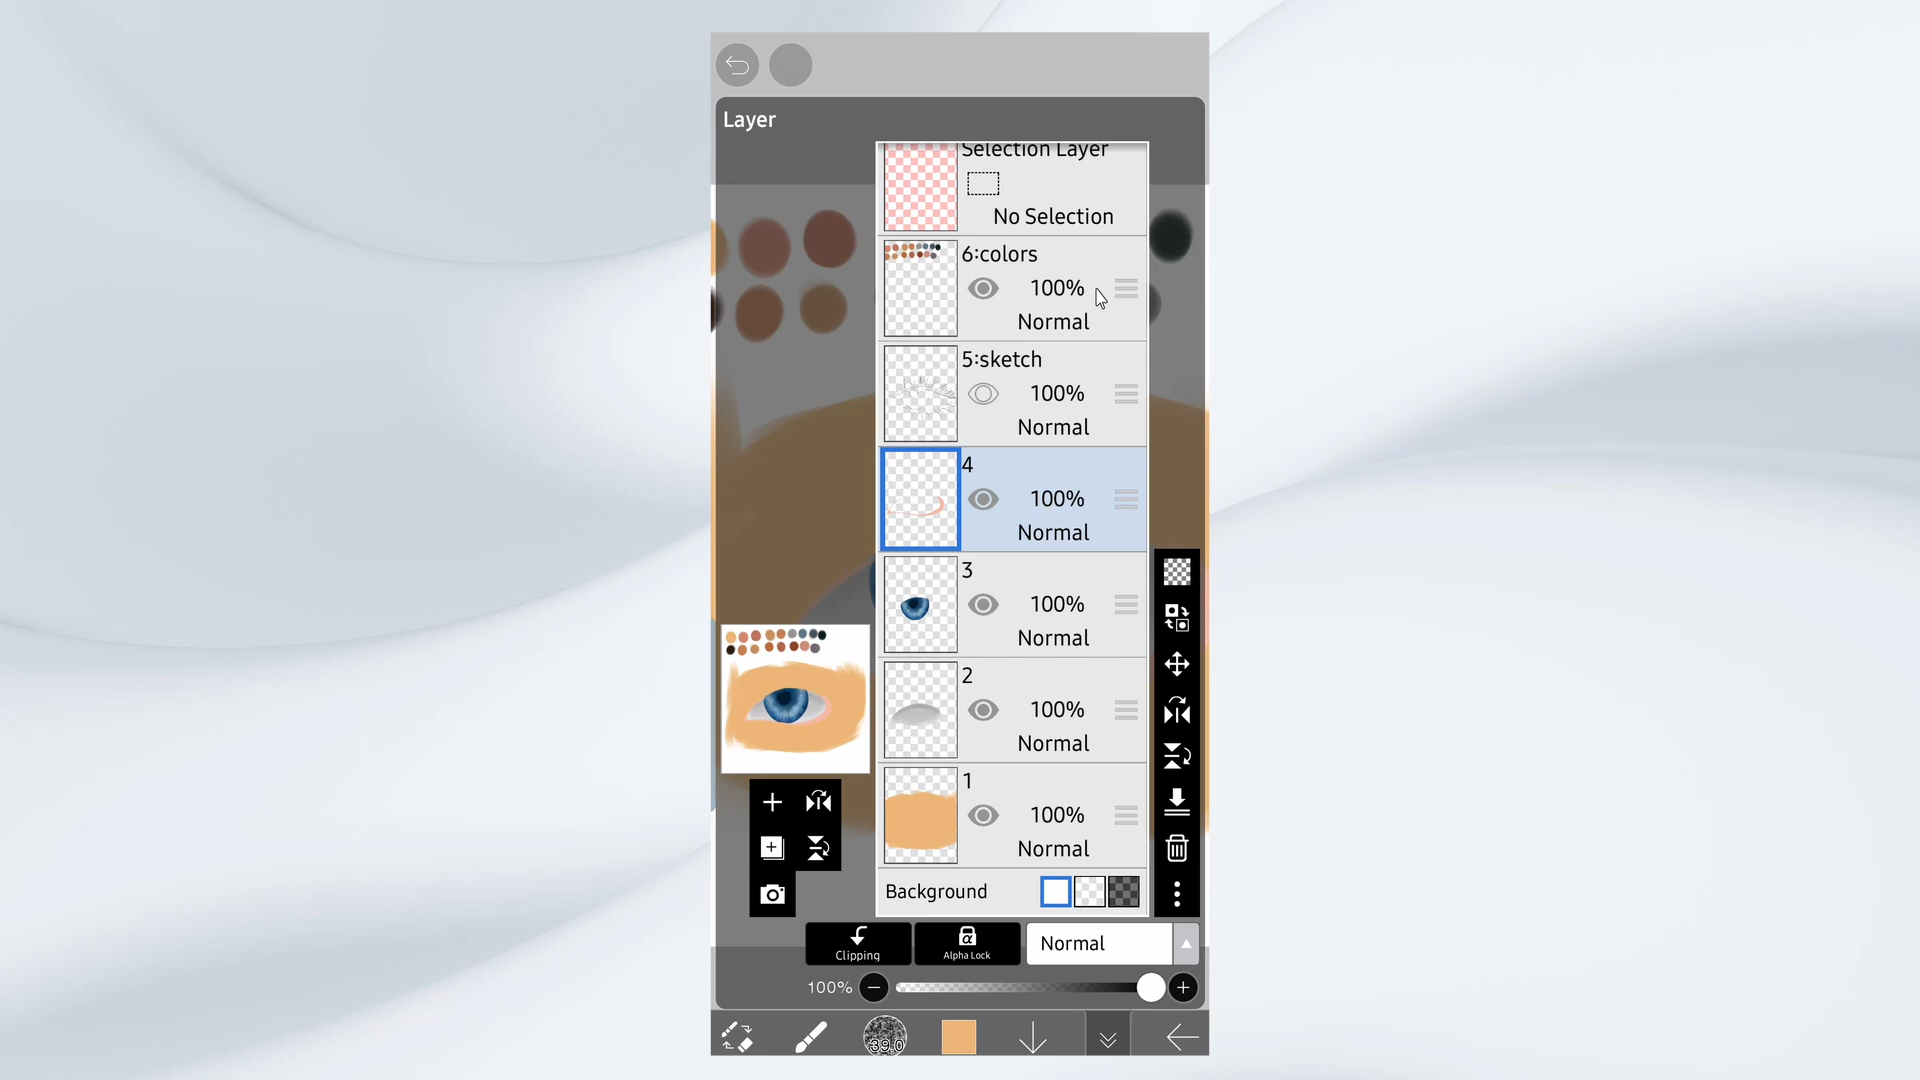 Layer
Selection Layer
No Selection
6:colors
100%
Normal
5:sketch
100%
Normal
4
100%
Normal
3
100%
Normal
2
100%
Normal
1
100%
Normal
Background
Clipping
α
Alpha Lock
Normal
100%
39.0